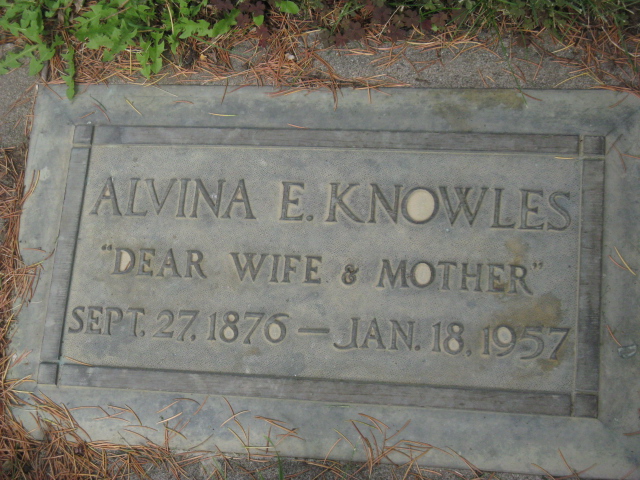 ALVINA E. KNOWLES
"DEAR WIFE & MOTHER"
SEPT. 27, 1876 — JAN. 18, 1957